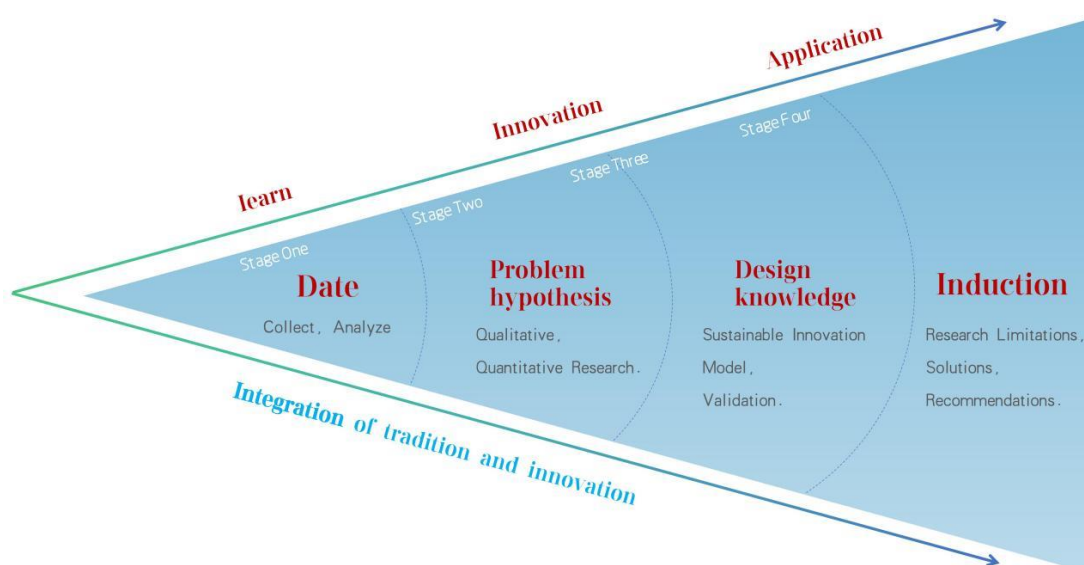 Application
Innovation
learn
Stage Four
Stage Three
Stage Two
Stage One
Date
Collect, Analyze
Problem
hypothesis
Qualitative,
Quantitative Research.
Design
knowledge
Sustainable Innovation
Model,
Validation.
Induction
Research Limitations,
Solutions,
Recommendations.
Integration of tradition and innovation